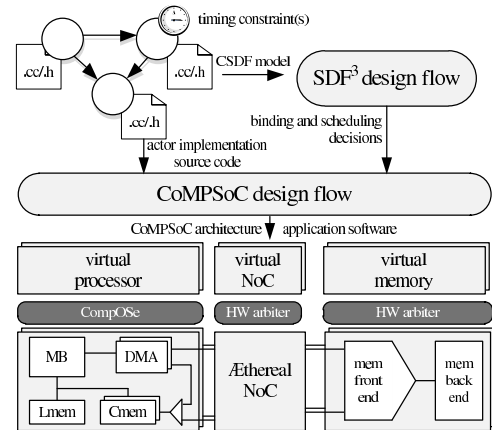 timing constraint(s)
.cc/.h
.cc/.h
CSDF model
SDF³ design flow
.cc/.h
binding and scheduling
decisions
actor implementation
source code
CoMPSoC design flow
CoMPSoC architecture
application software
virtual
processor
virtual
NoC
virtual
memory
CompOSe
HW arbiter
HW arbiter
MB
DMA
Lmem
Cmem
Æthereal
NoC
mem
front
end
mem
back
end